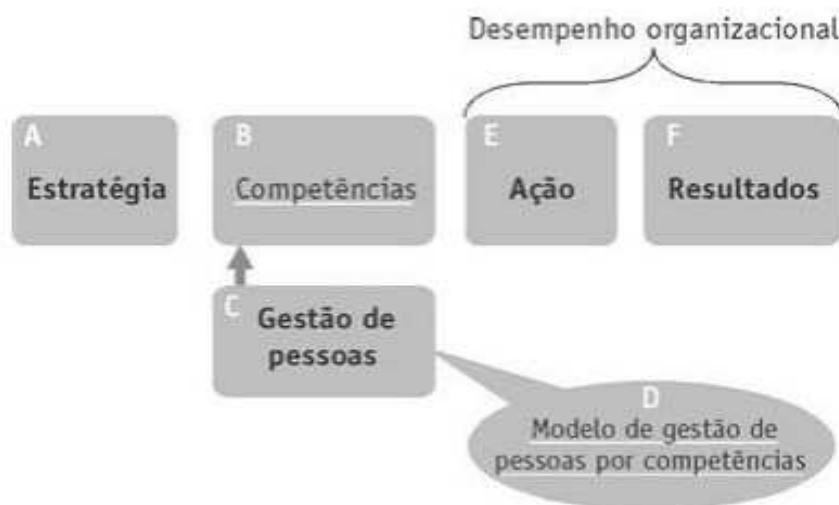 Desempenho organizacional
A
Estratégia
B
Competências
E
Ação
F
Resultados
C
Gestão de
pessoas
D
Modelo de gestão de
pessoas por competências